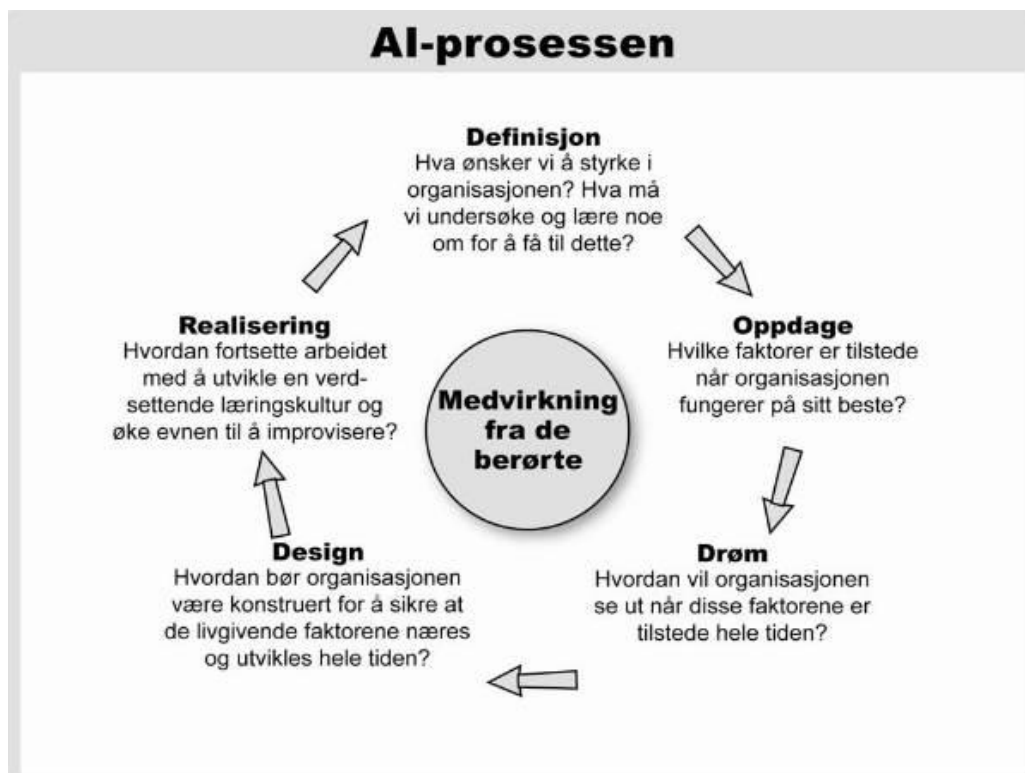 AI-prosessen
Definisjon
Hva ønsker vi å styrke i
organisasjonen? Hva må
vi undersøke og lære noe
om for å få til dette?
Oppdage
Hvilke faktorer er tilstede
når organisasjonen
fungerer på sitt beste?
Drøm
Hvordan vil organisasjonen
se ut når disse faktorene er
tilstede hele tiden?
Design
Hvordan bør organisasjonen
være konstruert for å sikre at
de livgivende faktorene næres
og utvikles hele tiden?
Realisering
Hvordan fortsette arbeidet
med å utvikle en verd-
settende læringskultur og
øke evnen til å improvisere?
Medvirkning
fra de
berørte